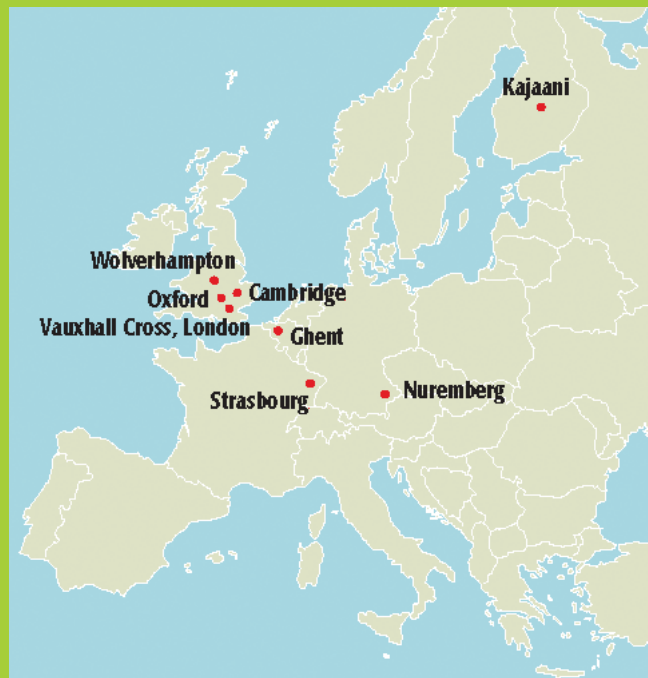 Kajaani
Wolverhampton
Oxford
Cambridge
Vauxhall Cross, London
Ghent
Strasbourg
Nuremberg